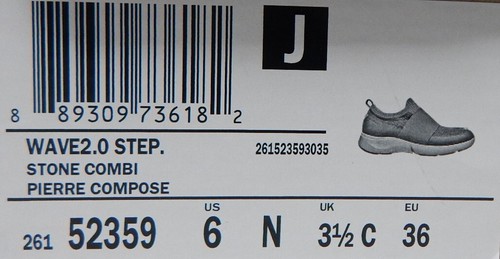 J
8 89309 73618 2
WAVE2.0 STEP.
261523593035
STONE COMBI
PIERRE COMPOSE
US UK EU
261 52359 6 N 3½ C 36